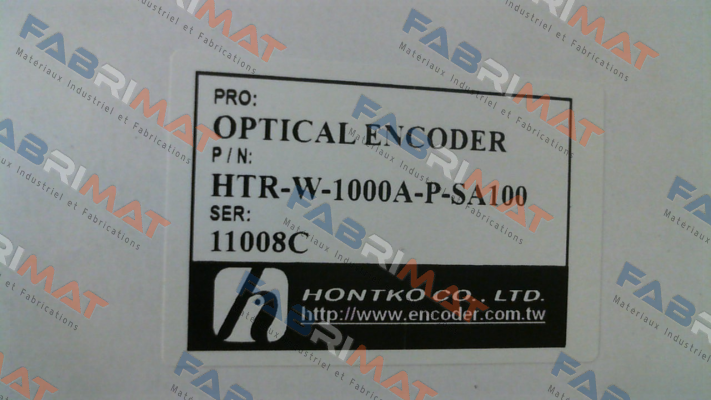 PRO:
OPTICAL ENCODER
P/N:
HTR-W-1000A-P-SA100
SER:
11008C
HONTKO CO., LTD.
http://www.encoder.com.tw
FABRIMAT
Materiaux Industriel et Fabrications